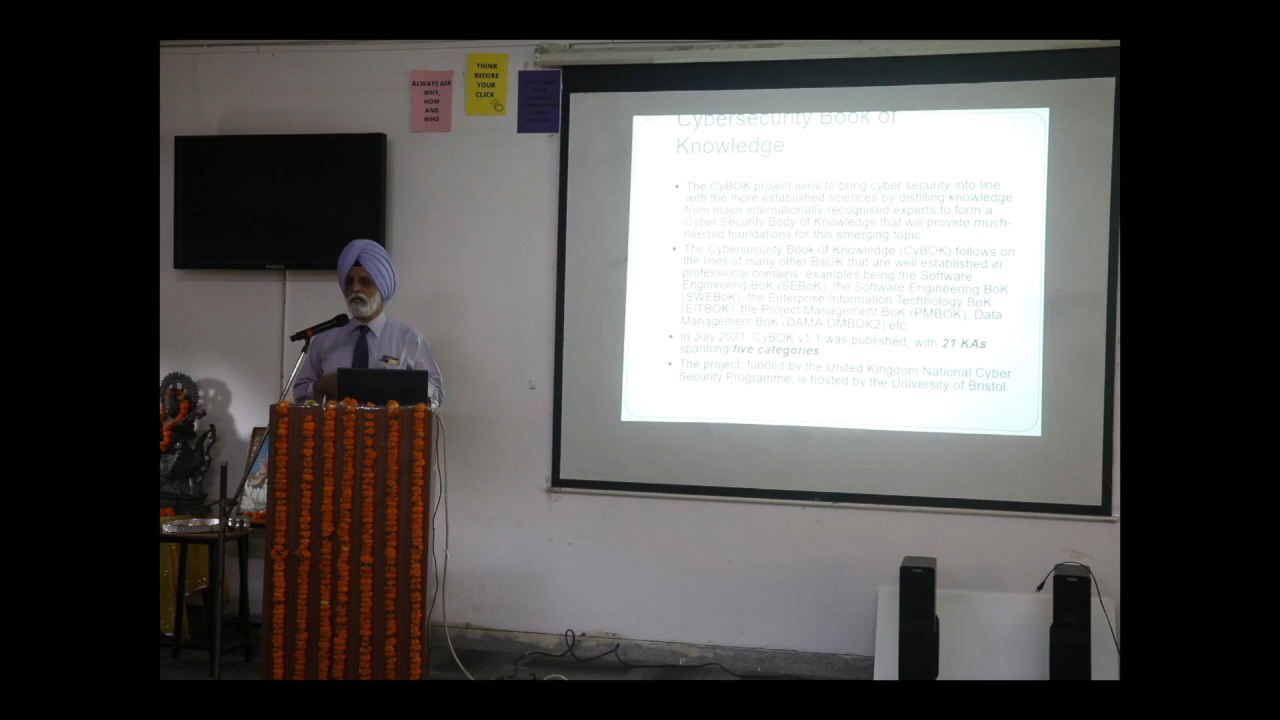 ALWAYS ASK
WHY,
HOW
AND
WHO
THINK
BEFORE
YOUR
CLICK
Cybersecurity Book of
Knowledge
• The CyBOK project aims to bring cyber security into line
with the more established sciences by distilling knowledge
from major internationally-recognised experts to form a
Cyber Security Body of Knowledge that will provide much-
needed foundations for this emerging topic.
• The Cybersecurity Book of Knowledge (CyBOK) follows on
the lines of many other BsOK that are well established in
professional domains, examples being the Software
Engineering BoK (SEBoK), the Software Engineering BoK
(SWEBoK), the Enterprise Information Technology BoK
(EITBOK), the Project Management BoK (PMBOK), Data
Management BoK (DAMA-DMBOK2) etc
• In July 2021, CyBOK v1.1 was published, with 21 KAs
spanning five categories
• The project, funded by the United Kingdom National Cyber
Security Programme, is hosted by the University of Bristol.